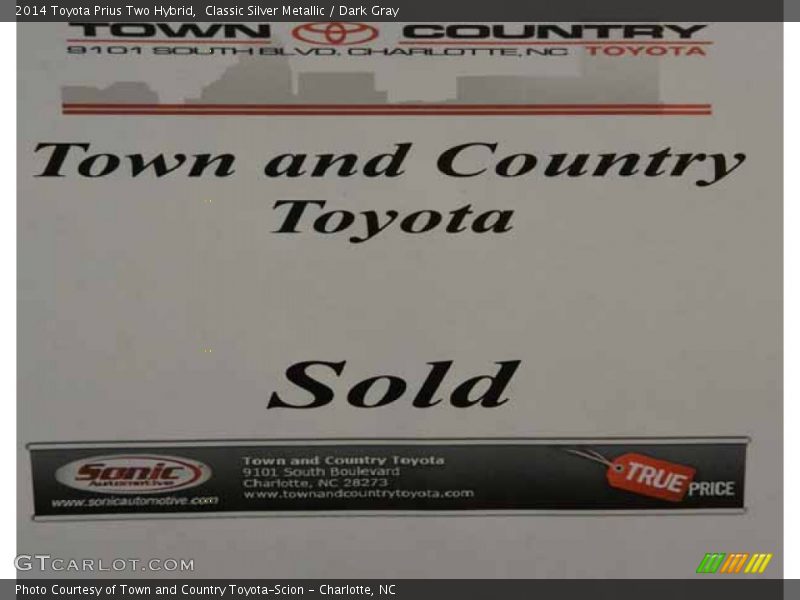 2014 Toyota Prius Two Hybrid,  Classic Silver Metallic / Dark Gray
TOWN COUNTRY
9101 SOUTH BLVD, CHARLOTTE, NC TOYOTA
Town and Country
Toyota
Sold
Sonic
Automotive
www.sonicautomotive.com
Town and Country Toyota
9101 South Boulevard
Charlotte, NC 28273
www.townandcountrytoyota.com
TRUE PRICE
GTCARLOT.COM
Photo Courtesy of Town and Country Toyota-Scion - Charlotte, NC